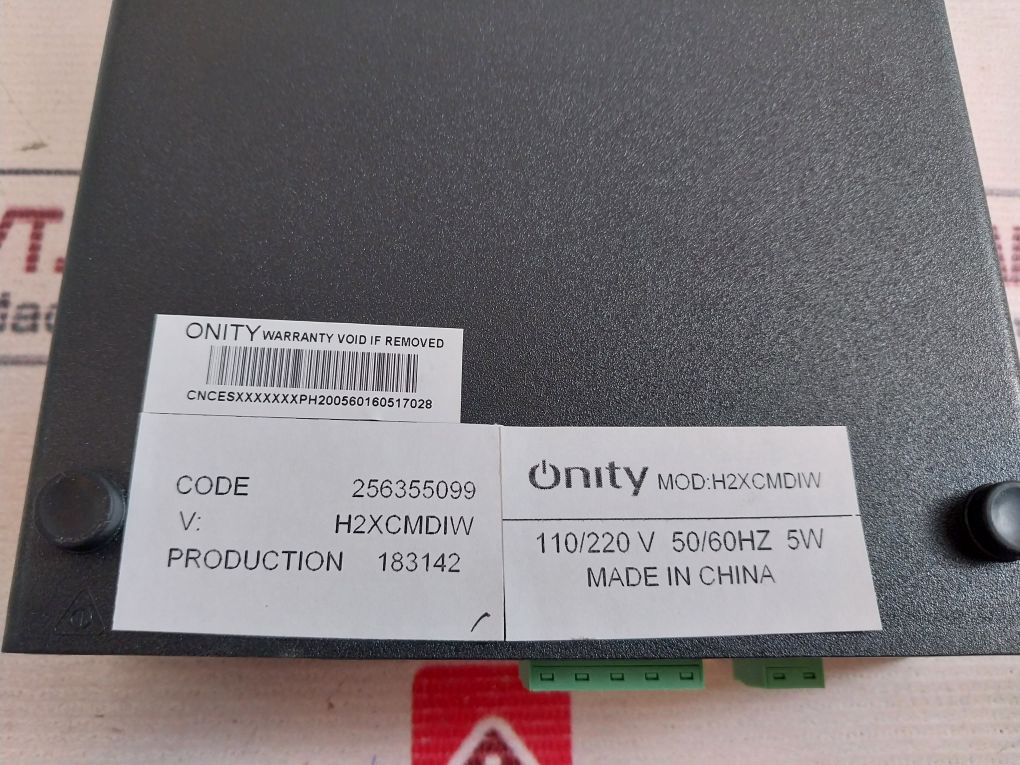 ONITY WARRANTY VOID IF REMOVED
CNCESXXXXXXXPH200560160517028
CODE 256355099
V: H2XCMDIW
PRODUCTION 183142
Onity MOD:H2XCMDIW
110/220 V 50/60HZ 5W
MADE IN CHINA